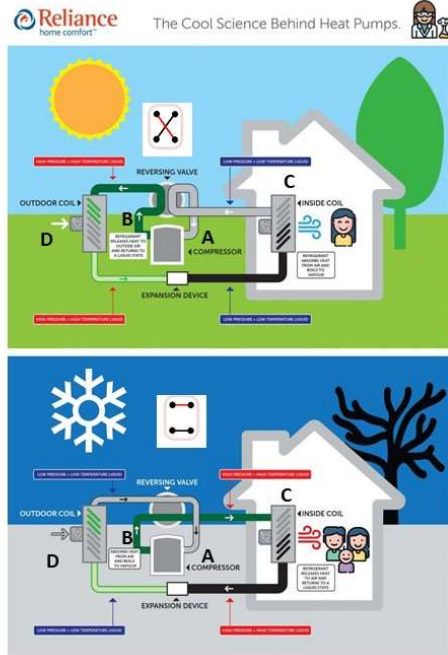 Reliance
home comfort™
The Cool Science Behind Heat Pumps.
HIGH PRESSURE + HIGH TEMPERATURE LIQUID
LOW PRESSURE + LOW TEMPERATURE LIQUID
REVERSING VALVE
C
OUTDOOR COIL
INSIDE COIL
B
A
D
REFRIGERANT
RELEASES HEAT TO
OUTSIDE AIR
AND RETURNS TO
A LIQUID STATE
COMPRESSOR
REFRIGERANT
ABSORBS HEAT
FROM AIR AND
BOILS TO
VAPOUR
EXPANSION DEVICE
HIGH PRESSURE + HIGH TEMPERATURE LIQUID
LOW PRESSURE + LOW TEMPERATURE LIQUID
LOW PRESSURE + LOW TEMPERATURE LIQUID
HIGH PRESSURE + HIGH TEMPERATURE LIQUID
REVERSING VALVE
C
OUTDOOR COIL
INSIDE COIL
B
A
D
ABSORBS HEAT
FROM AIR
AND BOILS
TO VAPOUR
COMPRESSOR
REFRIGERANT
RELEASES HEAT
TO AIR AND
RETURNS TO A
LIQUID STATE
EXPANSION DEVICE
LOW PRESSURE + LOW TEMPERATURE LIQUID
HIGH PRESSURE + HIGH TEMPERATURE LIQUID